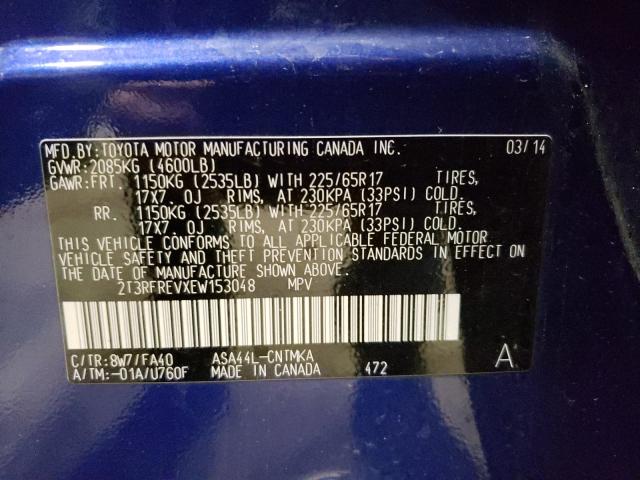 MFD.BY:TOYOTA MOTOR MANUFACTURING CANADA INC. 03/14
GVWR:2085KG (4600LB)
GAWR:FRT. 1150KG (2535LB) WITH 225/65R17 TIRES,
17X7. 0J RIMS, AT 230KPA (33PSI) COLD.
RR. 1150KG (2535LB) WITH 225/65R17 TIRES,
17X7. 0J RIMS, AT 230KPA (33PSI) COLD.
THIS VEHICLE CONFORMS TO ALL APPLICABLE FEDERAL MOTOR
VEHICLE SAFETY AND THEFT PREVENTION STANDARDS IN EFFECT ON
THE DATE OF MANUFACTURE SHOWN ABOVE.
2T3RFREVXEW153048 MPV
C/TR:8W7/FA40 ASA44L-CNTMKA A
A/TM:-01A/U760F MADE IN CANADA 472